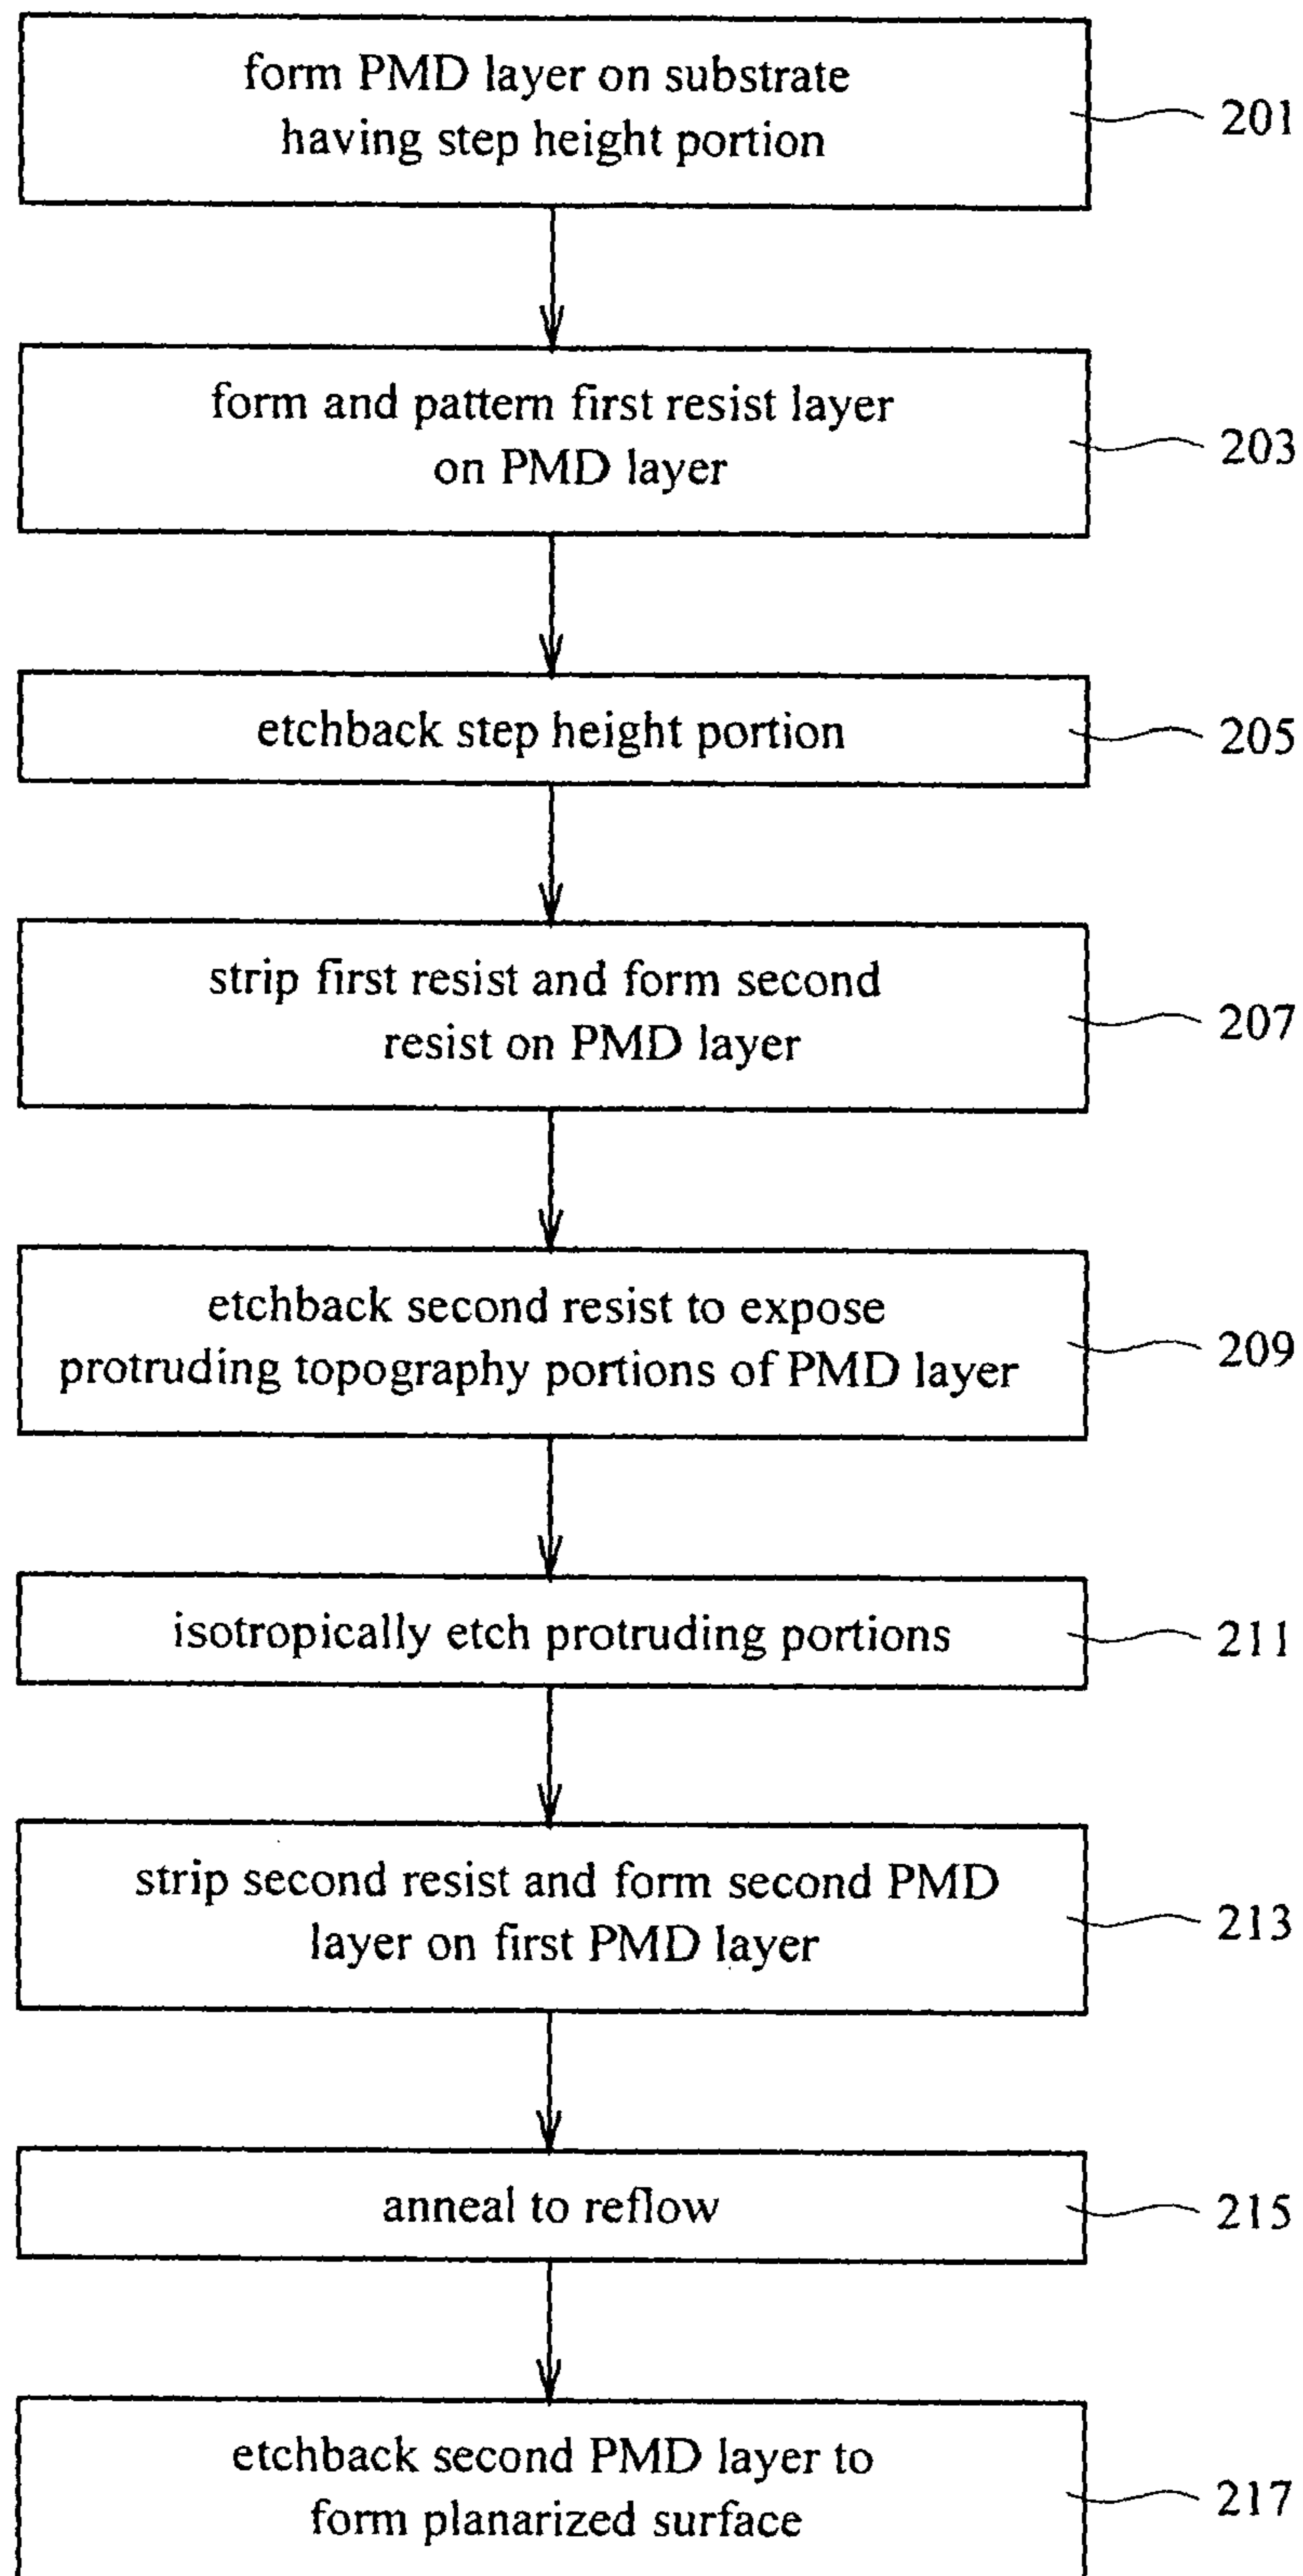 form PMD layer on substrate
having step height portion
201
form and pattern first resist layer
on PMD layer
203
etchback step height portion
205
strip first resist and form second
resist on PMD layer
207
etchback second resist to expose
protruding topography portions of PMD layer
209
isotropically etch protruding portions
211
strip second resist and form second PMD
layer on first PMD layer
213
anneal to reflow
215
etchback second PMD layer to
form planarized surface
217